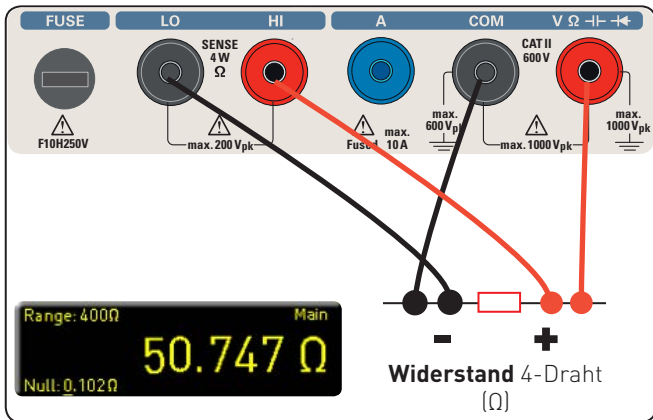 FUSE LO HI A COM V Ω ⊣⊢ ⊣◀
SENSE
4 W
Ω
CAT II
600 V
F10H250V
max. 200 Vpk
Fused
max.
10 A
max.
600 Vpk
max. 1000 Vpk
max.
1000 Vpk
Range: 400Ω Main
50.747 Ω
Null: 0.102Ω
- +
Widerstand 4-Draht
(Ω)